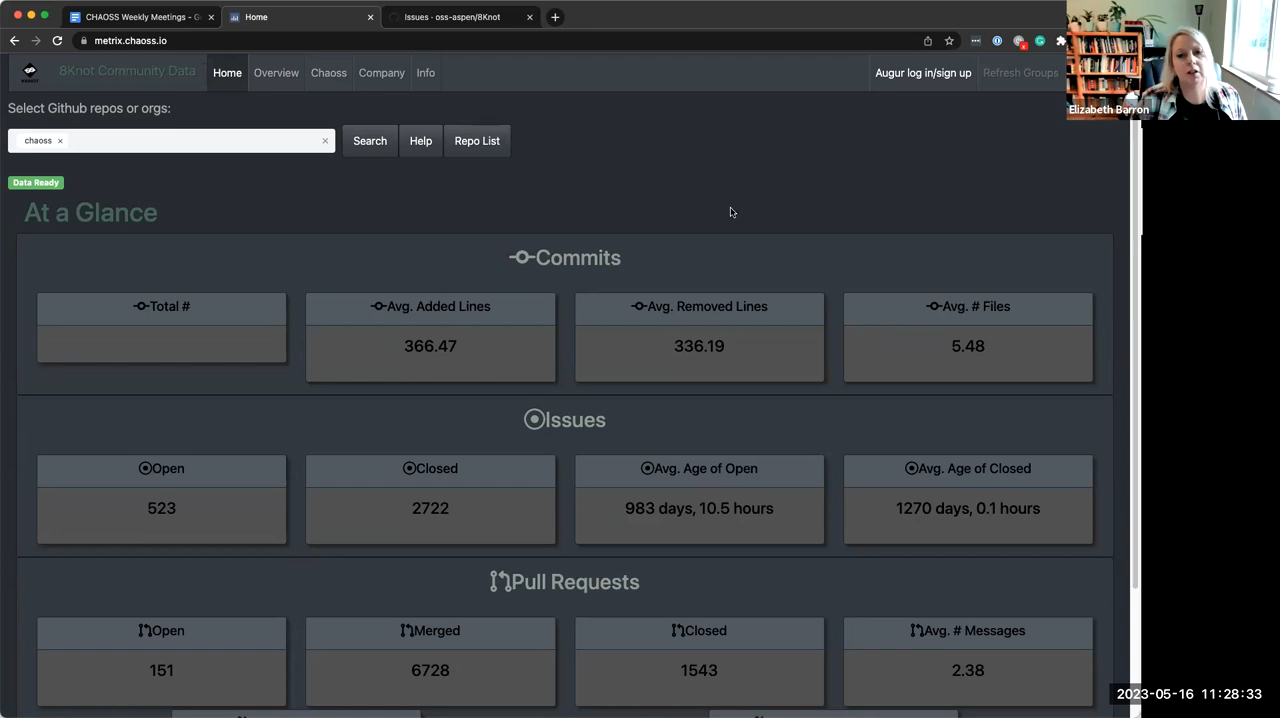 CHAOSS Weekly Meetings - G
Home
Issues · oss-aspen/8Knot
metrix.chaoss.io
8Knot Community Data
Home
Overview
Chaoss
Company
Info
Augur log in/sign up
Refresh Groups
Elizabeth Barron
Select Github repos or orgs:
chaoss
Search
Help
Repo List
Data Ready
At a Glance
Commits
Total #
Avg. Added Lines
Avg. Removed Lines
Avg. # Files
366.47
336.19
5.48
Issues
Open
Closed
Avg. Age of Open
Avg. Age of Closed
523
2722
983 days, 10.5 hours
1270 days, 0.1 hours
Pull Requests
Open
Merged
Closed
Avg. # Messages
151
6728
1543
2.38
2023-05-16 11:28:33